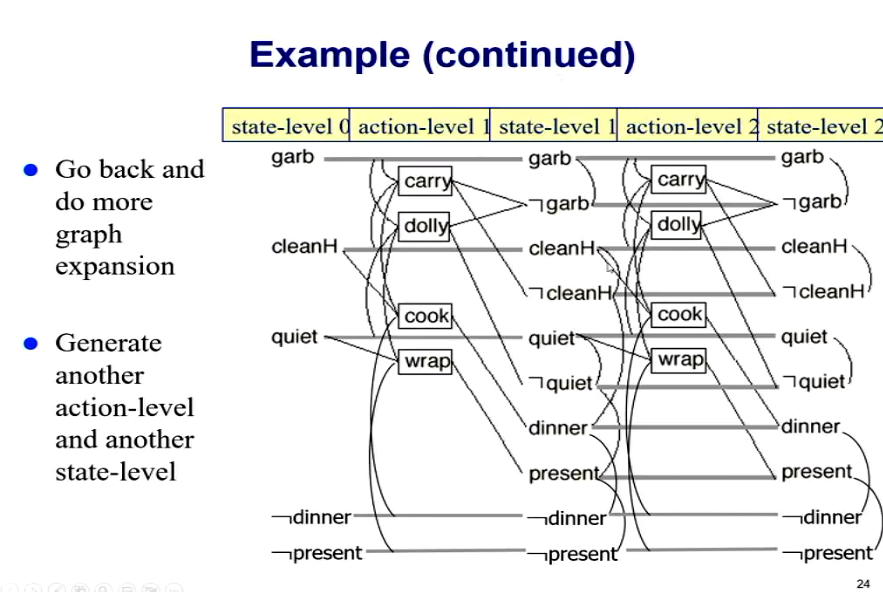 Example (continued)
state-level 0 action-level 1 state-level 1 action-level 2 state-level 2
● Go back and
do more
graph
expansion
● Generate
another
action-level
and another
state-level
garb garb garb
carry carry
¬garb ¬garb
dolly dolly
cleanH cleanH cleanH
¬cleanH ¬cleanH
cook cook
quiet quiet quiet
wrap wrap
¬quiet ¬quiet
dinner dinner
present present
¬dinner ¬dinner ¬dinner
¬present ¬present ¬present
24